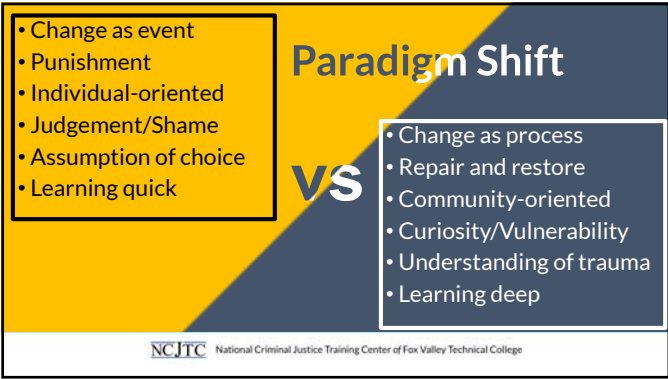 • Change as event
• Punishment
• Individual-oriented
• Judgement/Shame
• Assumption of choice
• Learning quick
Paradigm Shift
vs
• Change as process
• Repair and restore
• Community-oriented
• Curiosity/Vulnerability
• Understanding of trauma
• Learning deep
NCJTC National Criminal Justice Training Center of Fox Valley Technical College